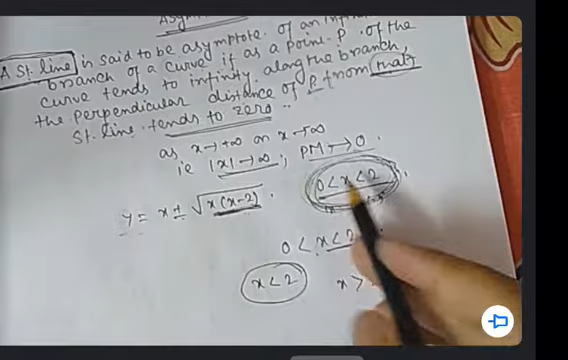 Asym
A St. line is said to be asymptote of an infi
branch of a curve if as a point P of the
curve tends to infinity along the branch,
the perpendicular distance of P from that
St. line tends to zero.
as x→+∞ or x→-∞
ie |x|→∞, PM→0.
0<x<2
y = x ± √x(x-2)
0 < x < 2
x < 2 x >